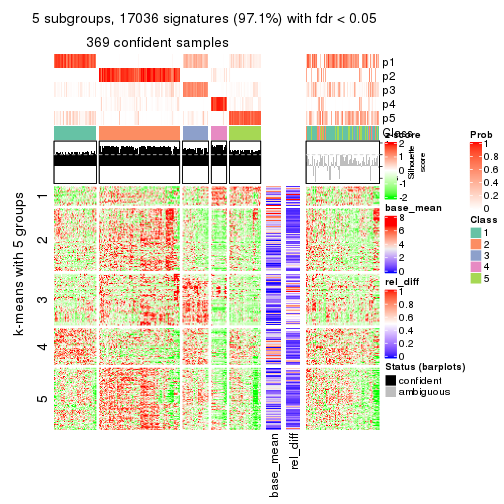 5 subgroups, 17036 signatures (97.1%) with fdr < 0.05
369 confident samples
p1
p2
p3
p4
p5
Class
Silhouette
score
k-means with 5 groups
1
2
3
4
5
base_mean
rel_diff
z-score
2
1
0
-1
-2
base_mean
8
6
4
2
0
rel_diff
1
0.8
0.6
0.4
0.2
0
Status (barplots)
confident
ambiguous
Prob
1
0.8
0.6
0.4
0.2
0
Class
1
2
3
4
5